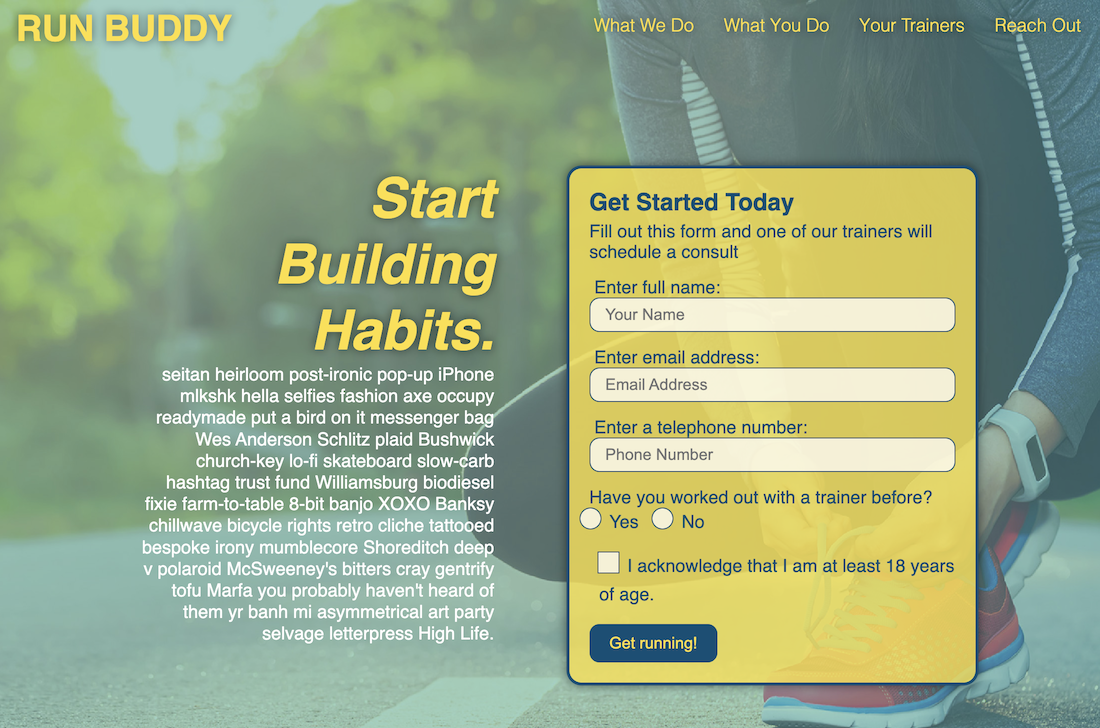 RUN BUDDY
What We Do What You Do Your Trainers Reach Out
Start
Building
Habits.
seitan heirloom post-ironic pop-up iPhone
mlkshk hella selfies fashion axe occupy
readymade put a bird on it messenger bag
Wes Anderson Schlitz plaid Bushwick
church-key lo-fi skateboard slow-carb
hashtag trust fund Williamsburg biodiesel
fixie farm-to-table 8-bit banjo XOXO Banksy
chillwave bicycle rights retro cliche tattooed
bespoke irony mumblecore Shoreditch deep
v polaroid McSweeney's bitters cray gentrify
tofu Marfa you probably haven't heard of
them yr banh mi asymmetrical art party
selvage letterpress High Life.
Get Started Today
Fill out this form and one of our trainers will
schedule a consult
Enter full name:
Your Name
Enter email address:
Email Address
Enter a telephone number:
Phone Number
Have you worked out with a trainer before?
Yes No
I acknowledge that I am at least 18 years
of age.
Get running!